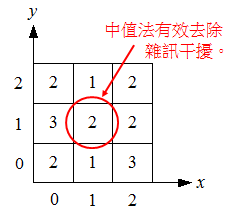 y
中值法有效去除
雜訊干擾。
2 2 1 2
1 3 2 2
0 2 1 3
x
0 1 2